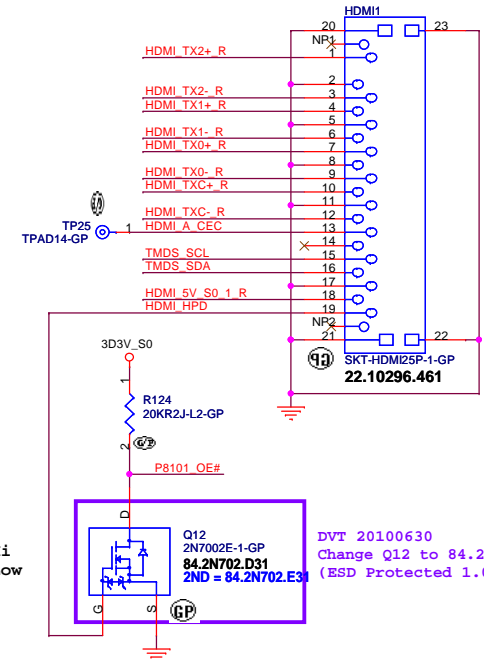 HDMI1
20
23
NP1
HDMI_TX2+_R
1
2
HDMI_TX2-_R
3
HDMI_TX1+_R
4
5
HDMI_TX1-_R
6
HDMI_TX0+_R
7
8
HDMI_TX0-_R
9
HDMI_TXC+_R
10
11
HDMI_TXC-_R
12
TP25
1
HDMI_A_CEC
13
TPAD14-GP
14
TMDS_SCL
15
TMDS_SDA
16
17
HDMI_5V_S0_1_R
18
HDMI_HPD
19
NP2
21
22
GP
SKT-HDMI25P-1-GP
22.10296.461
3D3V_S0
1
R124
20KR2J-L2-GP
2
P8101_OE#
D
Q12
2N7002E-1-GP
84.2N702.D31
2ND = 84.2N702.E31
G
S
GP
DVT 20100630
Change Q12 to 84.2
(ESD Protected 1.
i
ow